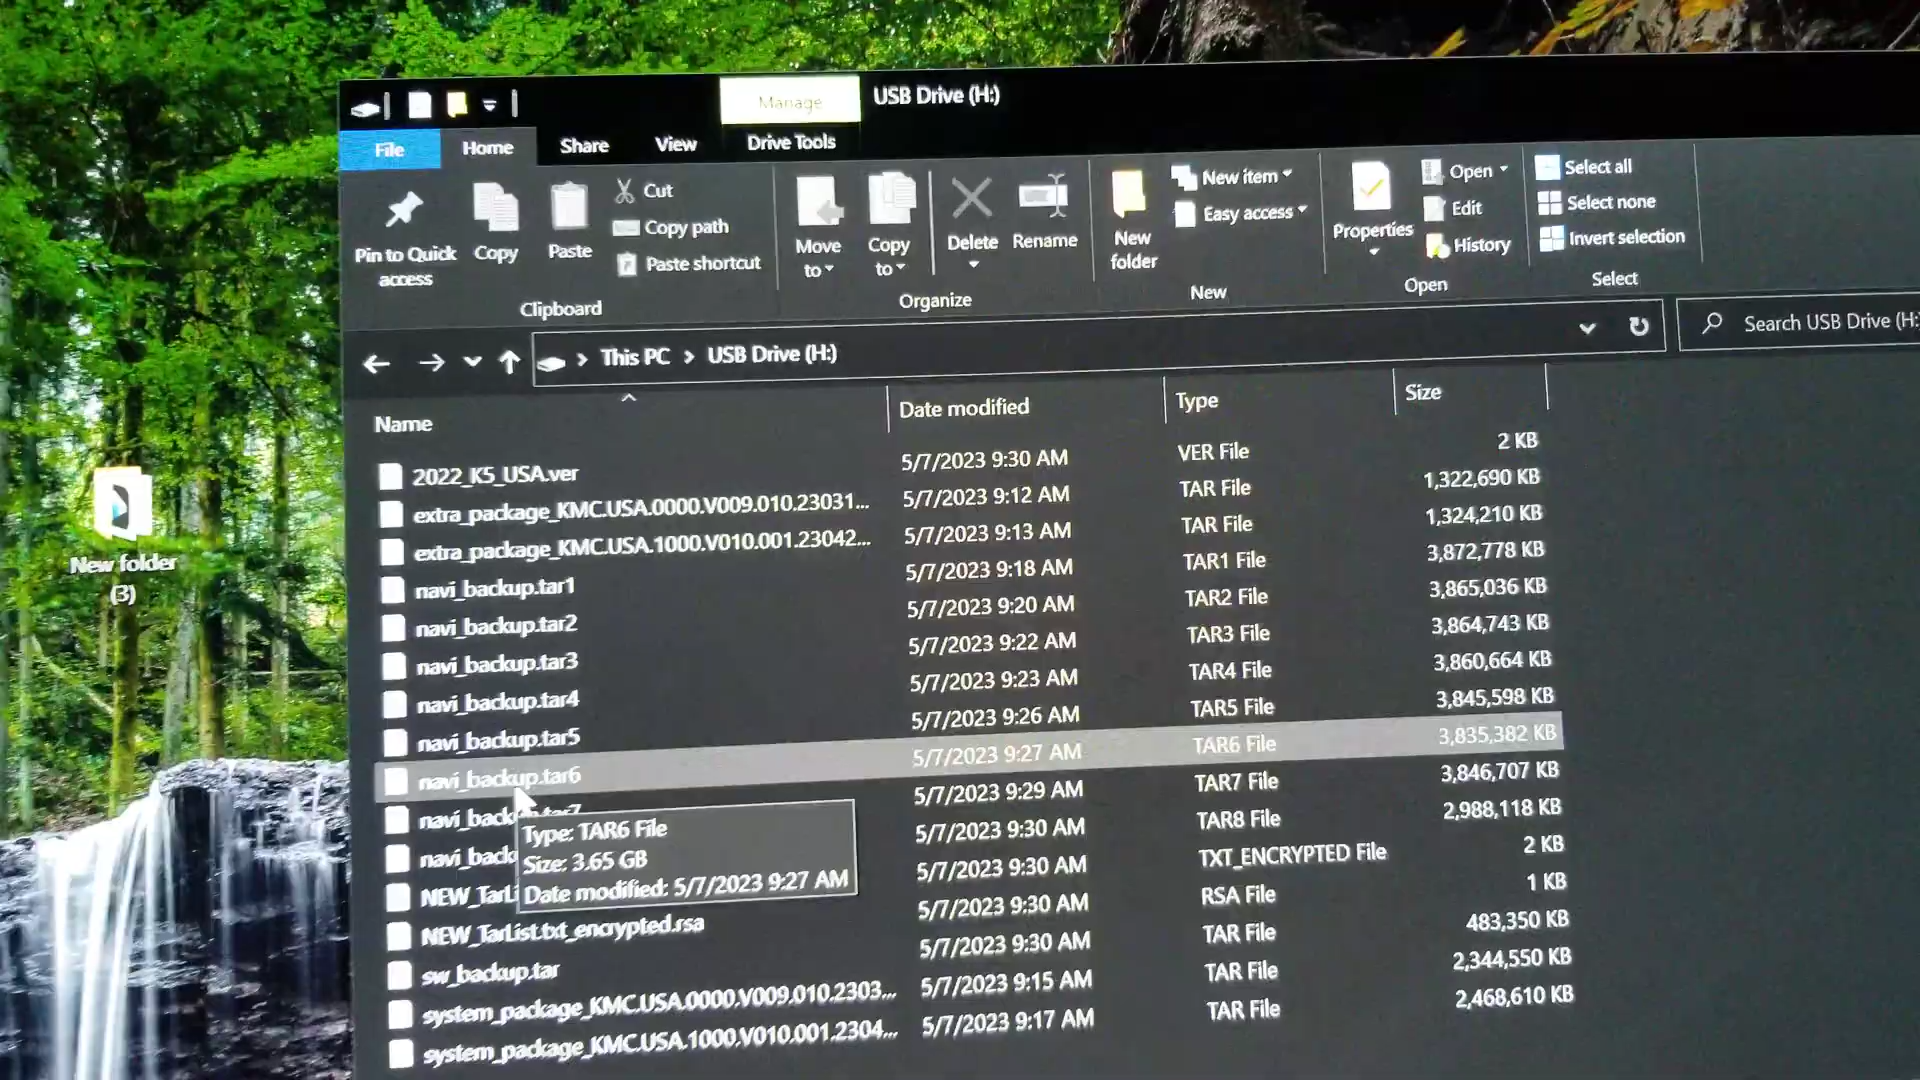 Manage
USB Drive (H:)
File
Home
Share
View
Drive Tools
Pin to Quick
access
Copy
Paste
Cut
Copy path
Paste shortcut
Clipboard
Move
to
Copy
to
Delete
Rename
Organize
New
folder
New item
Easy access
New
Properties
Open
Edit
History
Open
Select all
Select none
Invert selection
Select
This PC
USB Drive (H:)
Search USB Drive (H:
Name
Date modified
Type
Size
2022_K5_USA.ver 5/7/2023 9:30 AM VER File 2 KB
extra_package_KMC.USA.0000.V009.010.23031... 5/7/2023 9:12 AM TAR File 1,322,690 KB
extra_package_KMC.USA.1000.V010.001.23042... 5/7/2023 9:13 AM TAR File 1,324,210 KB
navi_backup.tar1 5/7/2023 9:18 AM TAR1 File 3,872,778 KB
navi_backup.tar2 5/7/2023 9:20 AM TAR2 File 3,865,036 KB
navi_backup.tar3 5/7/2023 9:22 AM TAR3 File 3,864,743 KB
navi_backup.tar4 5/7/2023 9:23 AM TAR4 File 3,860,664 KB
navi_backup.tar5 5/7/2023 9:26 AM TAR5 File 3,845,598 KB
navi_backup.tar6 5/7/2023 9:27 AM TAR6 File 3,835,382 KB
navi_backup.tar7 5/7/2023 9:29 AM TAR7 File 3,846,707 KB
navi_back 5/7/2023 9:30 AM TAR8 File 2,988,118 KB
NEW_TarLi 5/7/2023 9:30 AM TXT_ENCRYPTED File 2 KB
NEW_TarList.txt_encrypted.rsa 5/7/2023 9:30 AM RSA File 1 KB
sw_backup.tar 5/7/2023 9:30 AM TAR File 483,350 KB
system_package_KMC.USA.0000.V009.010.2303... 5/7/2023 9:15 AM TAR File 2,344,550 KB
system_package_KMC.USA.1000.V010.001.2304... 5/7/2023 9:17 AM TAR File 2,468,610 KB
Type: TAR6 File
Size: 3.65 GB
Date modified: 5/7/2023 9:27 AM
New folder
(3)